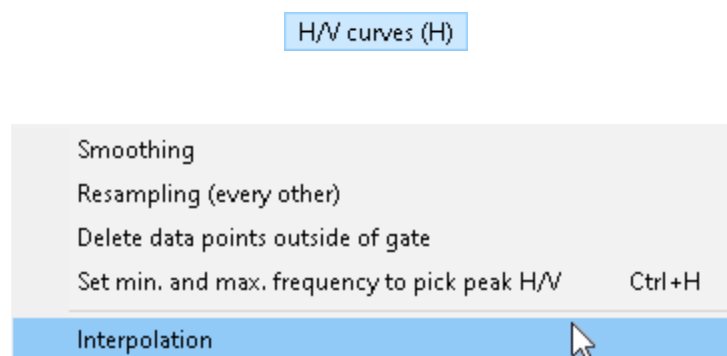 H/V curves (H)
Smoothing
Resampling (every other)
Delete data points outside of gate
Set min. and max. frequency to pick peak H/V Ctrl+H
Interpolation